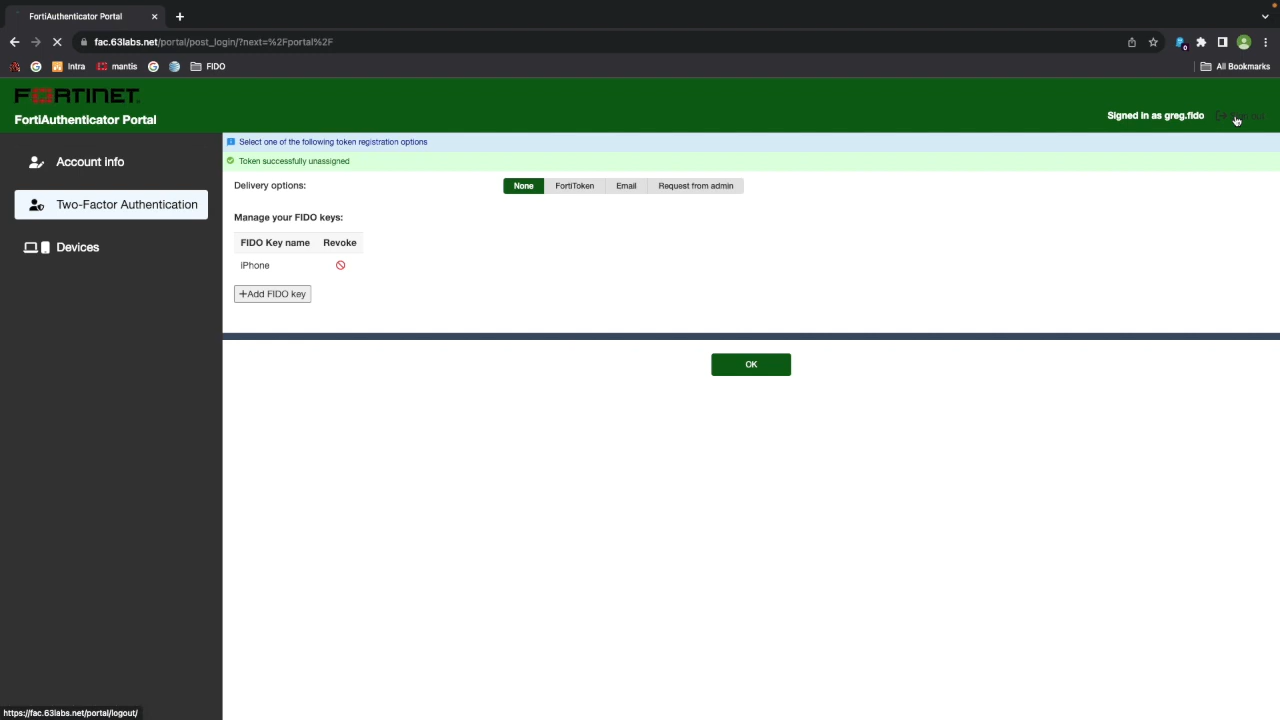 FortiAuthenticator Portal
fac.63labs.net/portal/post_login/?next=%2Fportal%2F
0
Intra
mantis
FIDO
All Bookmarks
FORTINET
FortiAuthenticator Portal
Signed in as greg.fido
Account info
Two-Factor Authentication
Devices
Select one of the following token registration options
Token successfully unassigned
Delivery options:
None
FortiToken
Email
Request from admin
Manage your FIDO keys:
FIDO Key name
Revoke
iPhone
+Add FIDO key
OK
https://fac.63labs.net/portal/logout/